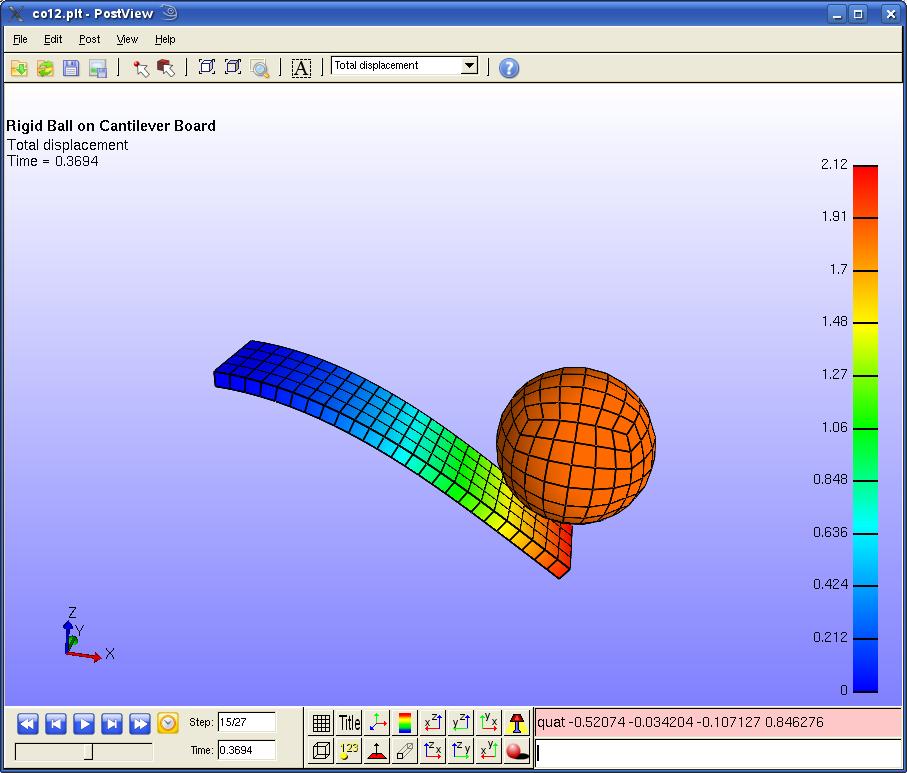 co12.plt - PostView
File Edit Post View Help
A Total displacement ?
Rigid Ball on Cantilever Board
Total displacement
Time = 0.3694
2.12
1.91
1.7
1.48
1.27
1.06
0.848
0.636
0.424
0.212
0
Z
Y
X
Step: 15/27
Title
quat -0.52074 -0.034204 -0.107127 0.846276
Time: 0.3694
123